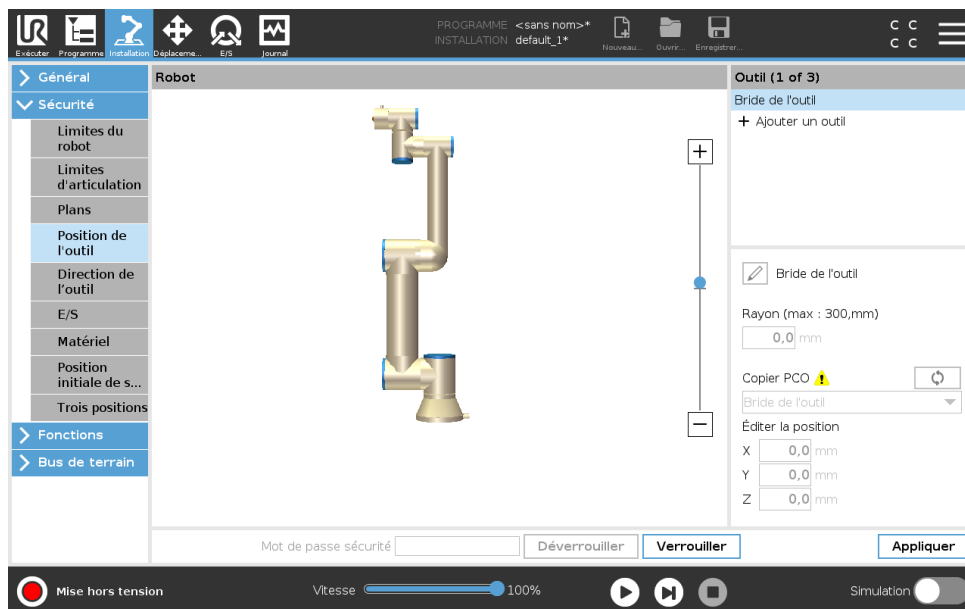 UR
PROGRAMME <sans nom>*
INSTALLATION default_1*
Exécuter
Programme
Installation
Déplaceme...
E/S
Journal
Nouveau...
Ouvrir...
Enregistrer...
C C
C C
Général
Sécurité
Limites du
robot
Limites
d'articulation
Plans
Position de
l'outil
Direction de
l’outil
E/S
Matériel
Position
initiale de s...
Trois positions
Fonctions
Bus de terrain
Robot
Outil (1 of 3)
Bride de l'outil
+ Ajouter un outil
Bride de l'outil
Rayon (max : 300,mm)
0,0 mm
Copier PCO
Bride de l'outil
Éditer la position
X 0,0 mm
Y 0,0 mm
Z 0,0 mm
Mot de passe sécurité
Déverrouiller
Verrouiller
Appliquer
Mise hors tension
Vitesse
100%
Simulation